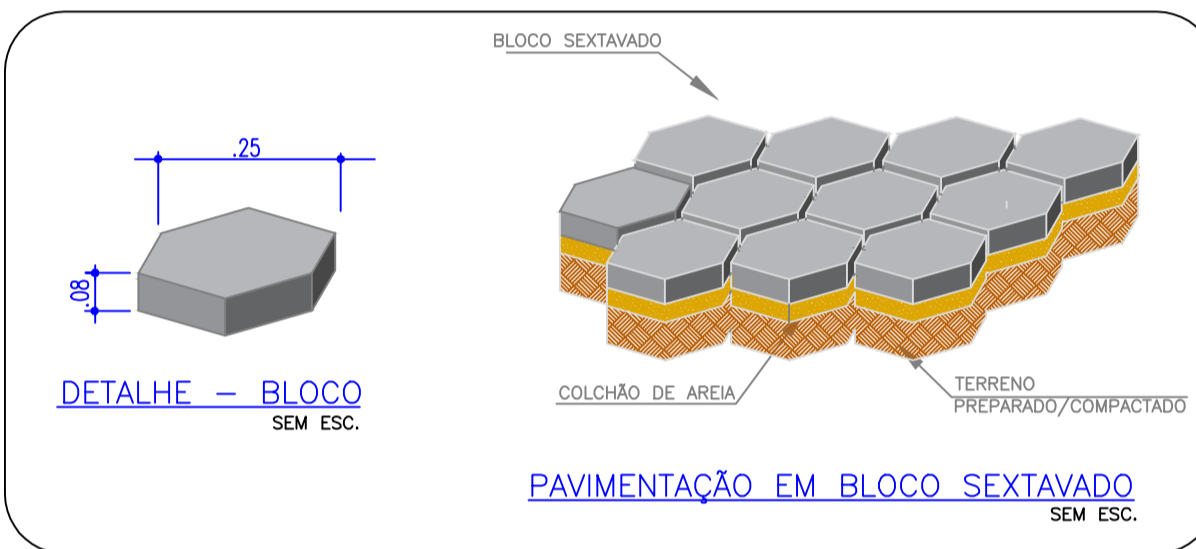 BLOCO SEXTAVADO
.25
.08
DETALHE – BLOCO
SEM ESC.
COLCHÃO DE AREIA
TERRENO
PREPARADO/COMPACTADO
PAVIMENTAÇÃO EM BLOCO SEXTAVADO
SEM ESC.